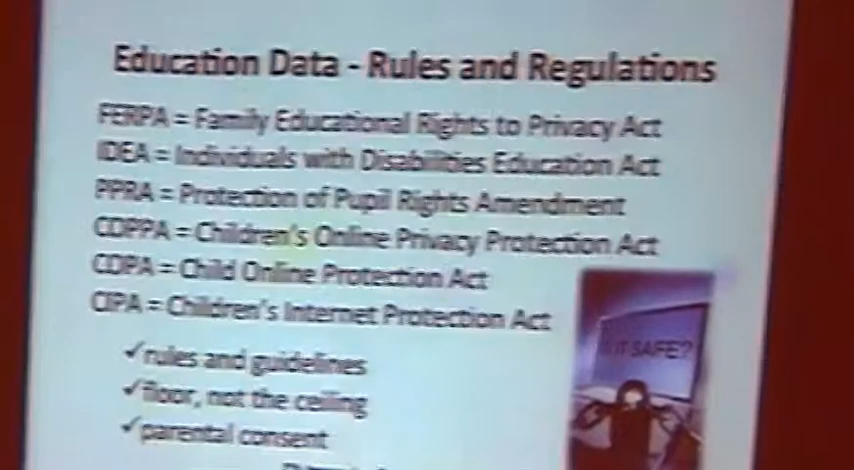 Education Data - Rules and Regulations
FERPA = Family Educational Rights to Privacy Act
IDEA = Individuals with Disabilities Education Act
PPRA = Protection of Pupil Rights Amendment
COPPA = Children's Online Privacy Protection Act
COPA = Child Online Protection Act
CIPA = Children's Internet Protection Act
IT SAFE?
✓rules and guidelines
✓floor, not the ceiling
✓parental consent